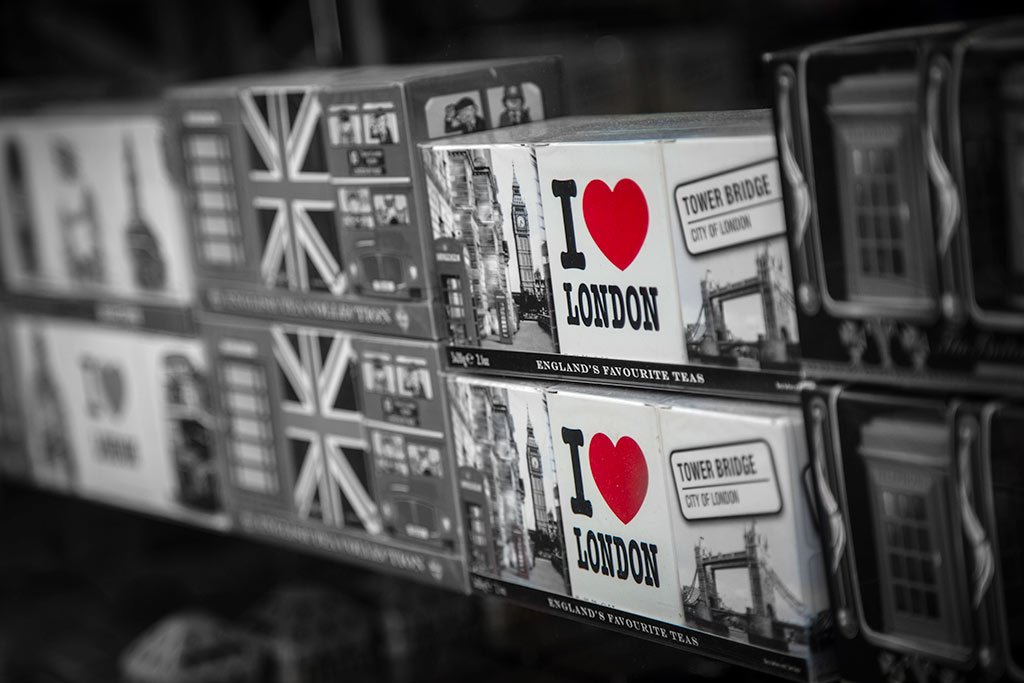 I
LONDON
TOWER BRIDGE
CITY OF LONDON
ENGLAND'S FAVOURITE TEAS
I
LONDON
TOWER BRIDGE
CITY OF LONDON
ENGLAND'S FAVOURITE TEAS